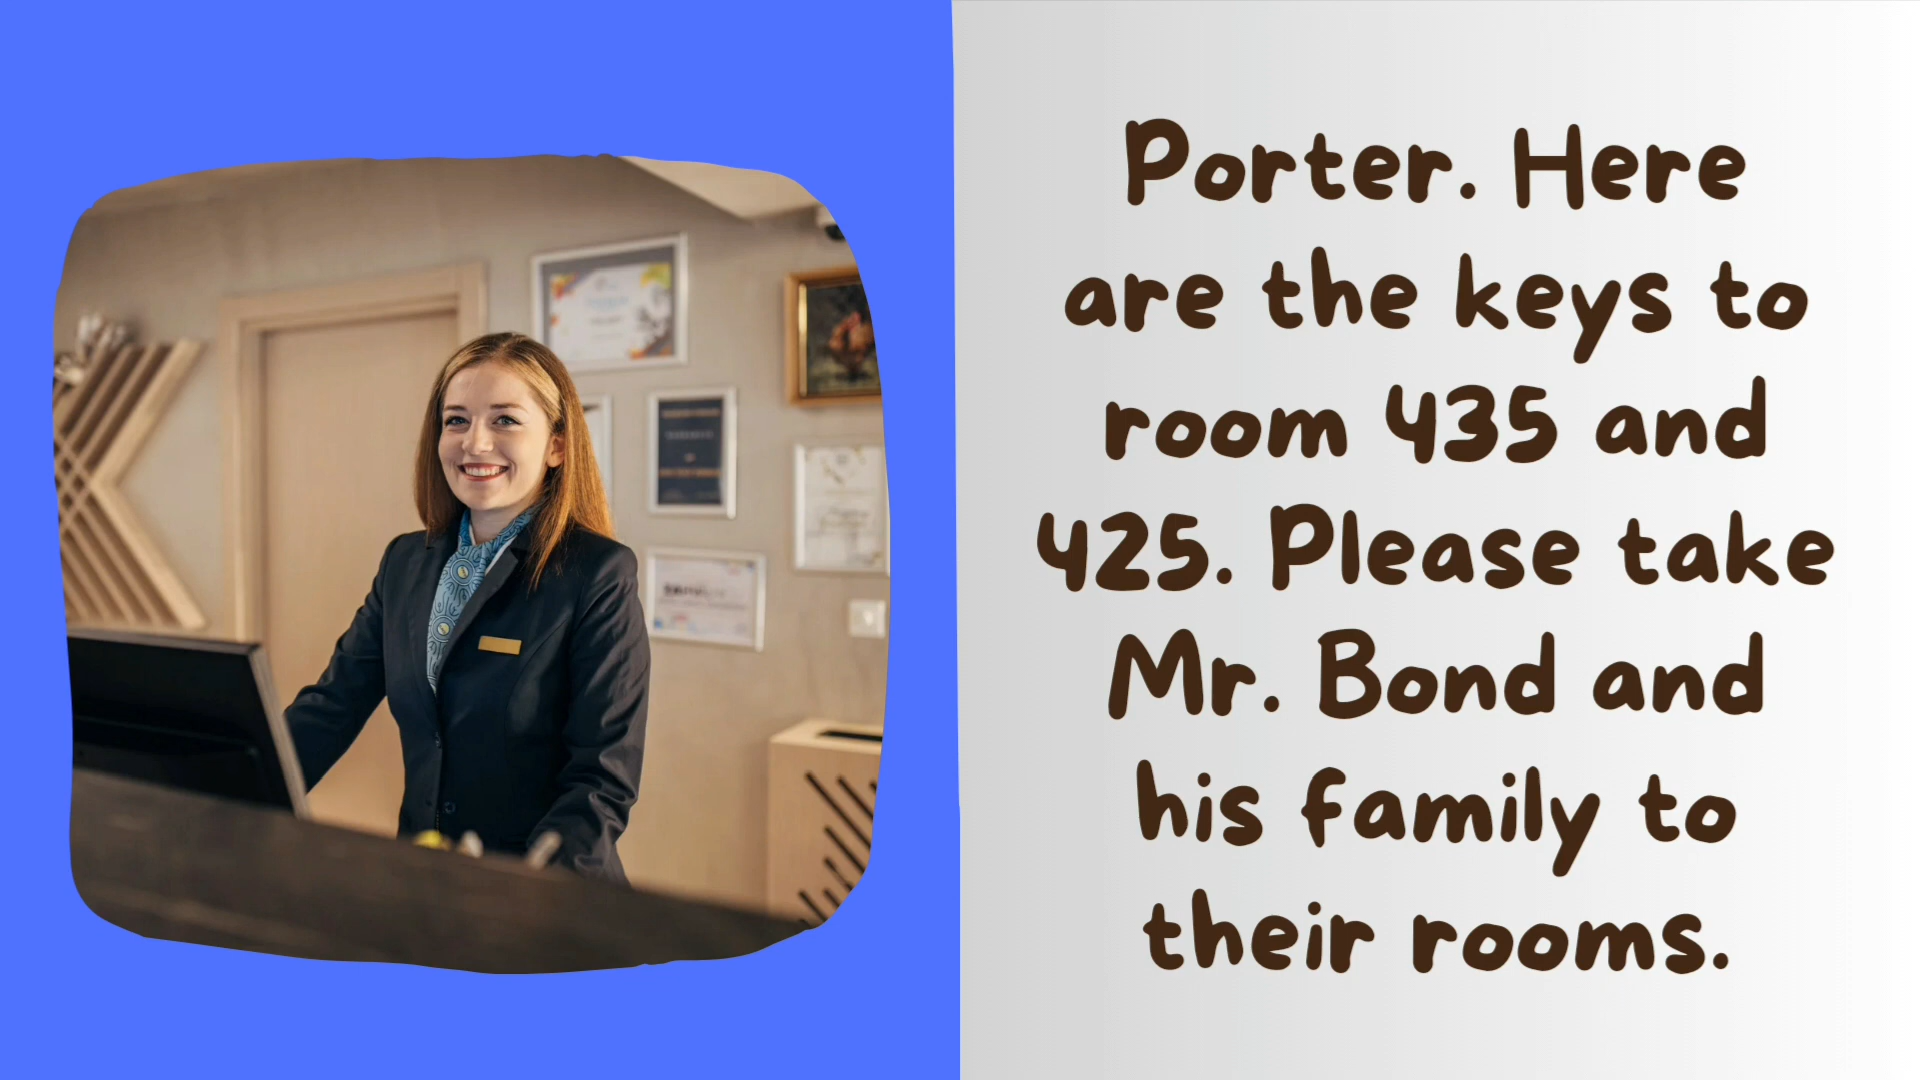 Porter. Here
are the keys to
room 435 and
425. Please take
Mr. Bond and
his family to
their rooms.